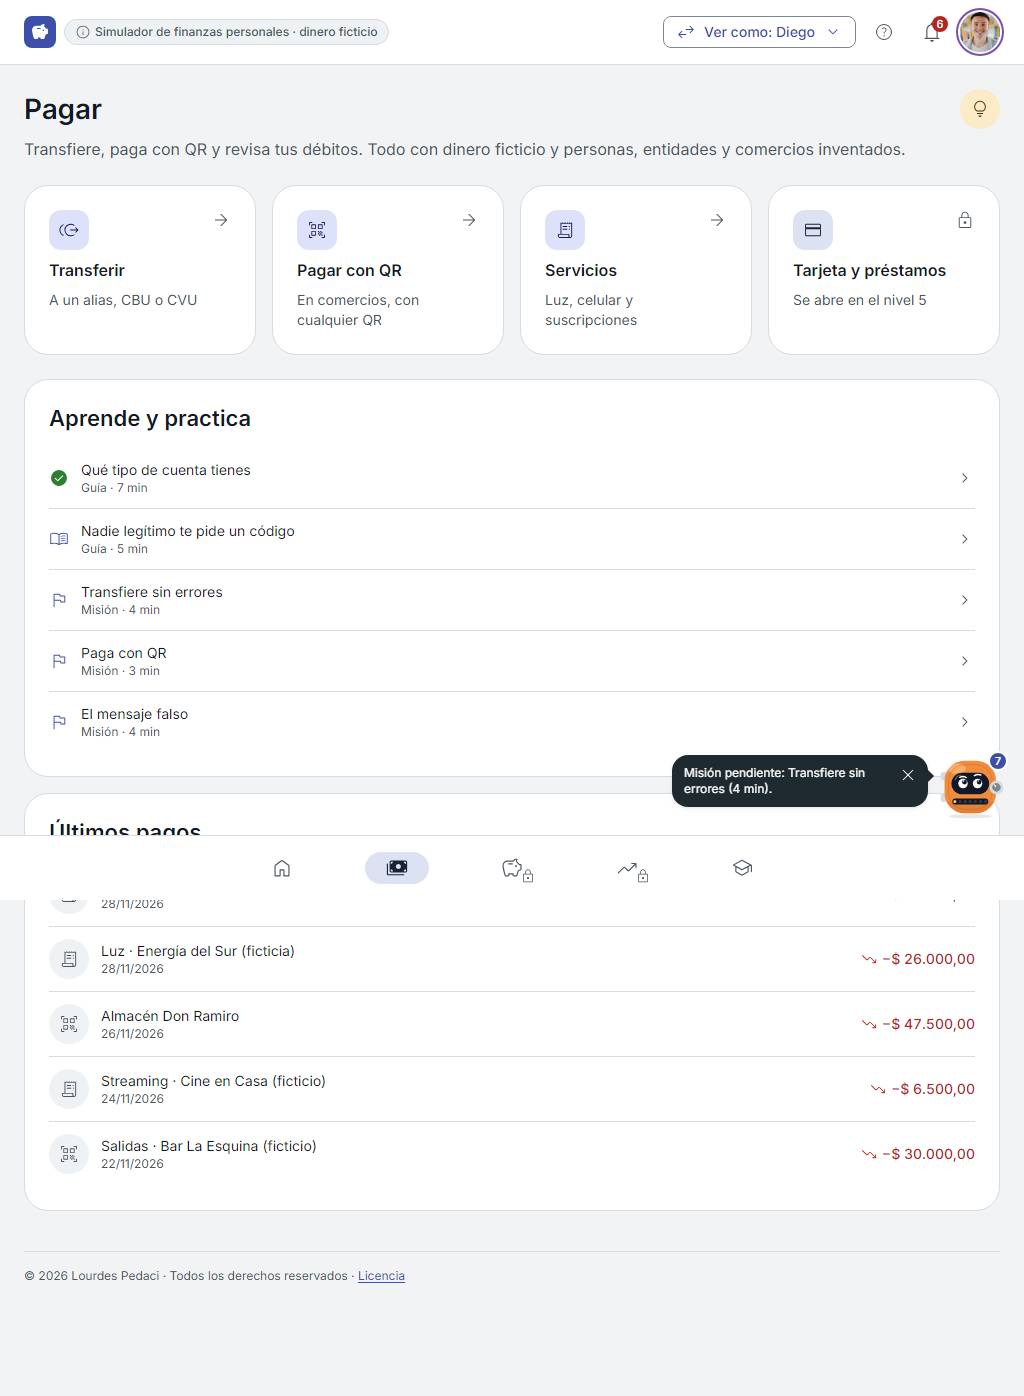 Simulador de finanzas personales · dinero ficticio
Ver como: Diego
6
Pagar
Transfiere, paga con QR y revisa tus débitos. Todo con dinero ficticio y personas, entidades y comercios inventados.
Transferir
A un alias, CBU o CVU
Pagar con QR
En comercios, con
cualquier QR
Servicios
Luz, celular y
suscripciones
Tarjeta y préstamos
Se abre en el nivel 5
Aprende y practica
Qué tipo de cuenta tienes
Guía · 7 min
Nadie legítimo te pide un código
Guía · 5 min
Transfiere sin errores
Misión · 4 min
Paga con QR
Misión · 3 min
El mensaje falso
Misión · 4 min
Misión pendiente: Transfiere sin
errores (4 min).
7
Últimos pagos
28/11/2026
Luz · Energía del Sur (ficticia)
28/11/2026
−$ 26.000,00
Almacén Don Ramiro
26/11/2026
−$ 47.500,00
Streaming · Cine en Casa (ficticio)
24/11/2026
−$ 6.500,00
Salidas · Bar La Esquina (ficticio)
22/11/2026
−$ 30.000,00
© 2026 Lourdes Pedaci · Todos los derechos reservados · Licencia